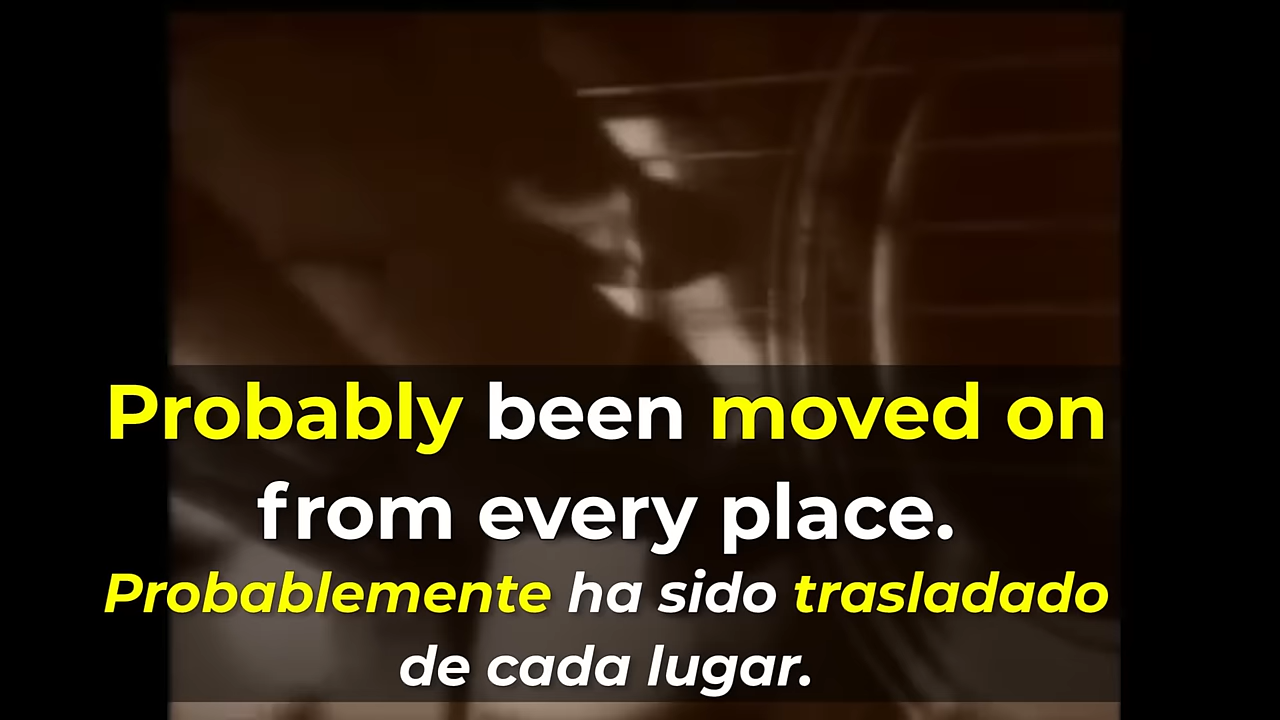 Probably been moved on
from every place.
Probablemente ha sido trasladado
de cada lugar.